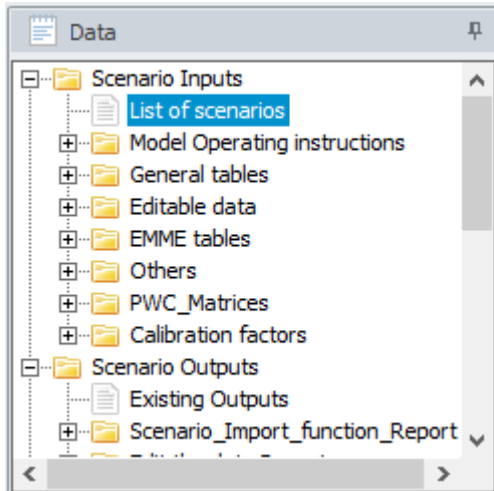 Data
Scenario Inputs
List of scenarios
Model Operating instructions
General tables
Editable data
EMME tables
Others
PWC_Matrices
Calibration factors
Scenario Outputs
Existing Outputs
Scenario_Import_function_Report